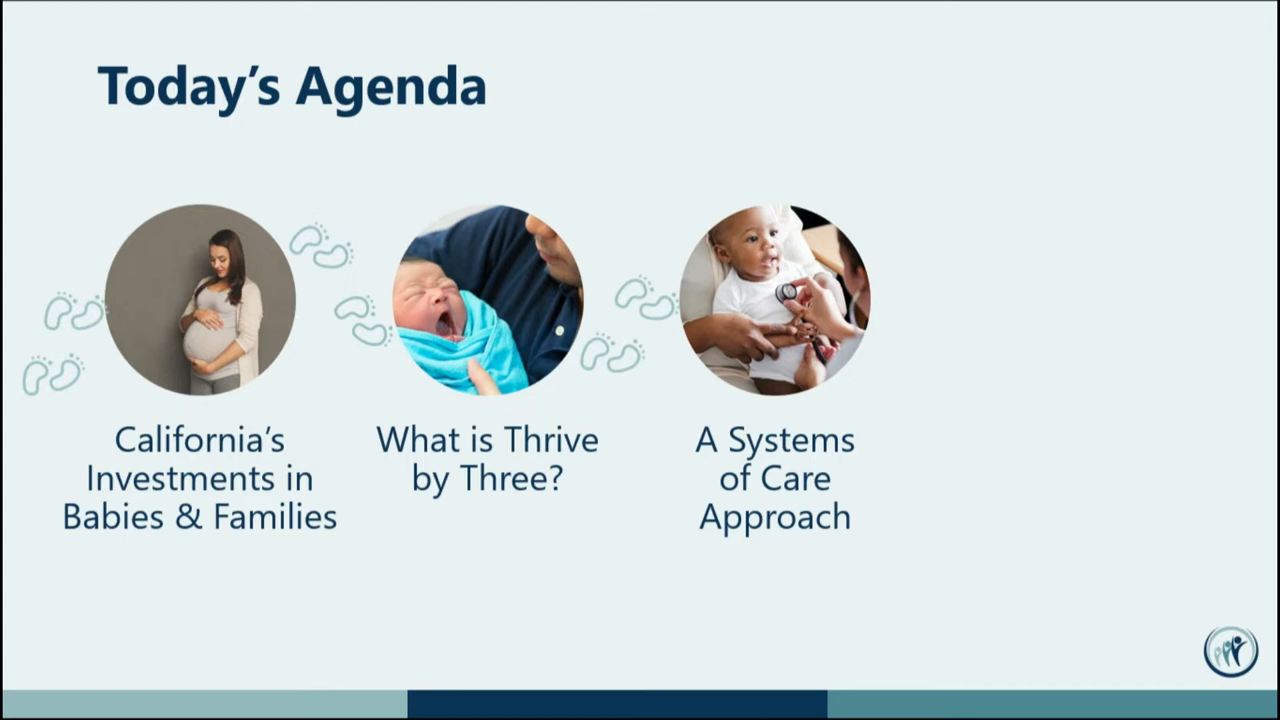 Today's Agenda
California's
Investments in
Babies & Families
What is Thrive
by Three?
A Systems
of Care
Approach